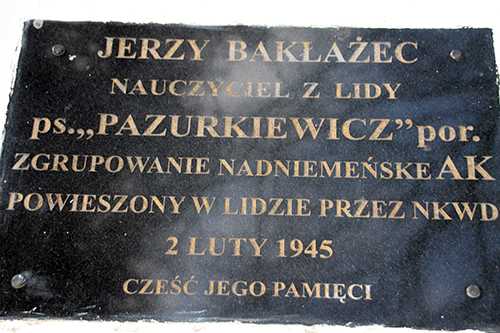 JERZY BAKŁAŻEC
NAUCZYCIEL Z LIDY
ps.„PAZURKIEWICZ” por.
ZGRUPOWANIE NADNIEMEŃSKE AK
POWIESZONY W LIDZIE PRZEZ NKWD
2 LUTY 1945
CZEŚĆ JEGO PAMIĘCI